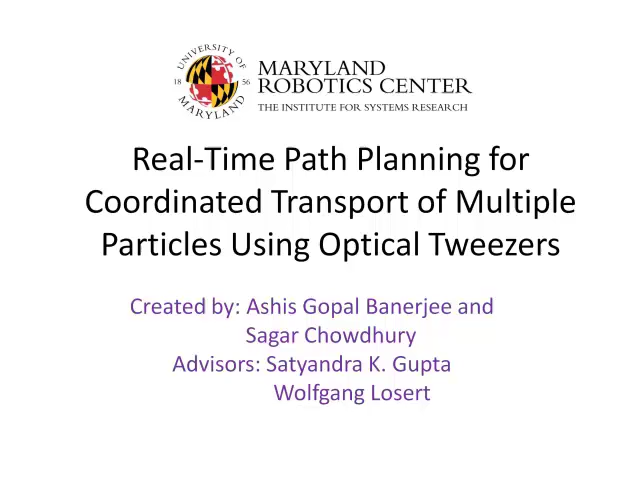 UNIVERSITY OF
18 56
MARYLAND
MARYLAND
ROBOTICS CENTER
THE INSTITUTE FOR SYSTEMS RESEARCH
Real-Time Path Planning for
Coordinated Transport of Multiple
Particles Using Optical Tweezers
Created by: Ashis Gopal Banerjee and
Sagar Chowdhury
Advisors: Satyandra K. Gupta
Wolfgang Losert